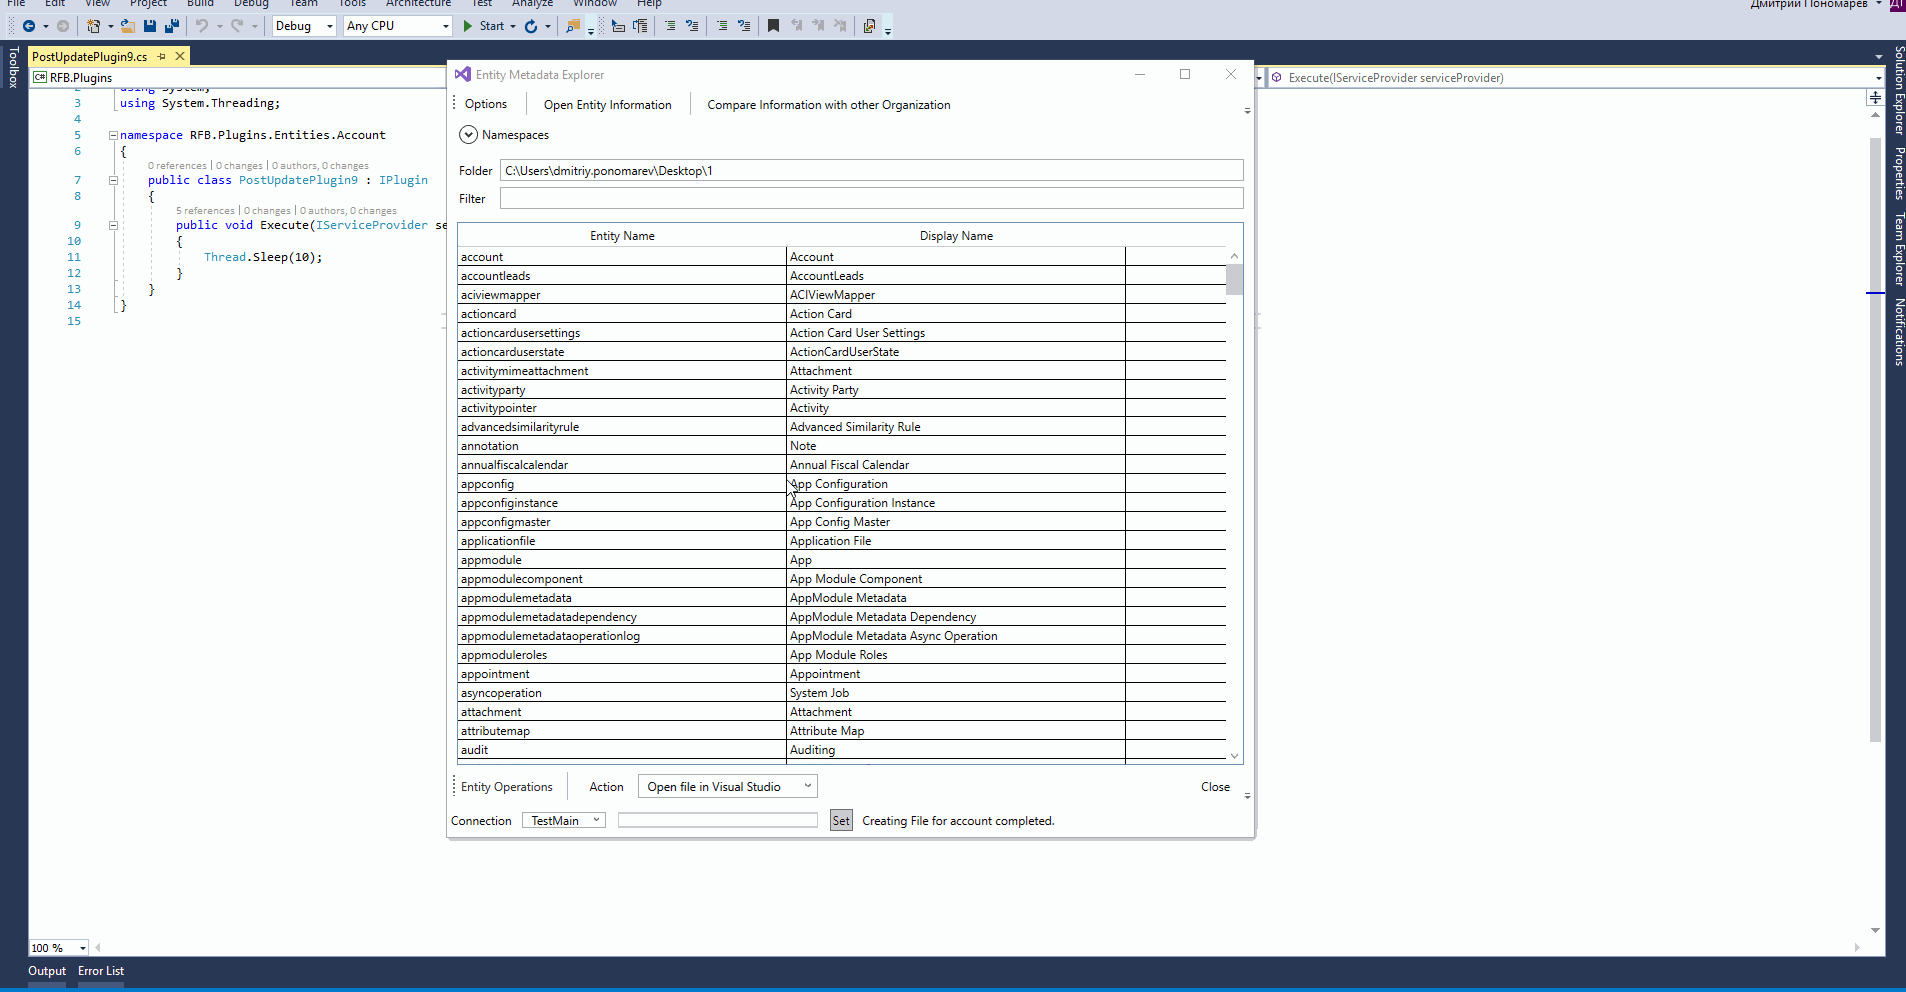 File Edit View Project Build Debug Team Tools Architecture Test Analyze Window Help Дмитрий Пономарев ДП
Debug Any CPU Start
Toolbox
PostUpdatePlugin9.cs
C# RFB.Plugins
Execute(IServiceProvider serviceProvider)
2 using System;
3 using System.Threading;
4
5 namespace RFB.Plugins.Entities.Account
6 {
0 references | 0 changes | 0 authors, 0 changes
7 public class PostUpdatePlugin9 : IPlugin
8 {
5 references | 0 changes | 0 authors, 0 changes
9 public void Execute(IServiceProvider se
10 {
11 Thread.Sleep(10);
12 }
13 }
14 }
15
Entity Metadata Explorer
Options Open Entity Information Compare Information with other Organization
Namespaces
Folder C:\Users\dmitriy.ponomarev\Desktop\1
Filter
Entity Name Display Name
account Account
accountleads AccountLeads
aciviewmapper ACIViewMapper
actioncard Action Card
actioncardusersettings Action Card User Settings
actioncarduserstate ActionCardUserState
activitymimeattachment Attachment
activityparty Activity Party
activitypointer Activity
advancedsimilarityrule Advanced Similarity Rule
annotation Note
annualfiscalcalendar Annual Fiscal Calendar
appconfig App Configuration
appconfiginstance App Configuration Instance
appconfigmaster App Config Master
applicationfile Application File
appmodule App
appmodulecomponent App Module Component
appmodulemetadata AppModule Metadata
appmodulemetadatadependency AppModule Metadata Dependency
appmodulemetadataoperationlog AppModule Metadata Async Operation
appmoduleroles App Module Roles
appointment Appointment
asyncoperation System Job
attachment Attachment
attributemap Attribute Map
audit Auditing
Entity Operations Action Open file in Visual Studio Close
Connection TestMain Set Creating File for account completed.
Solution Explorer
Properties
Team Explorer
Notifications
100 %
Output Error List